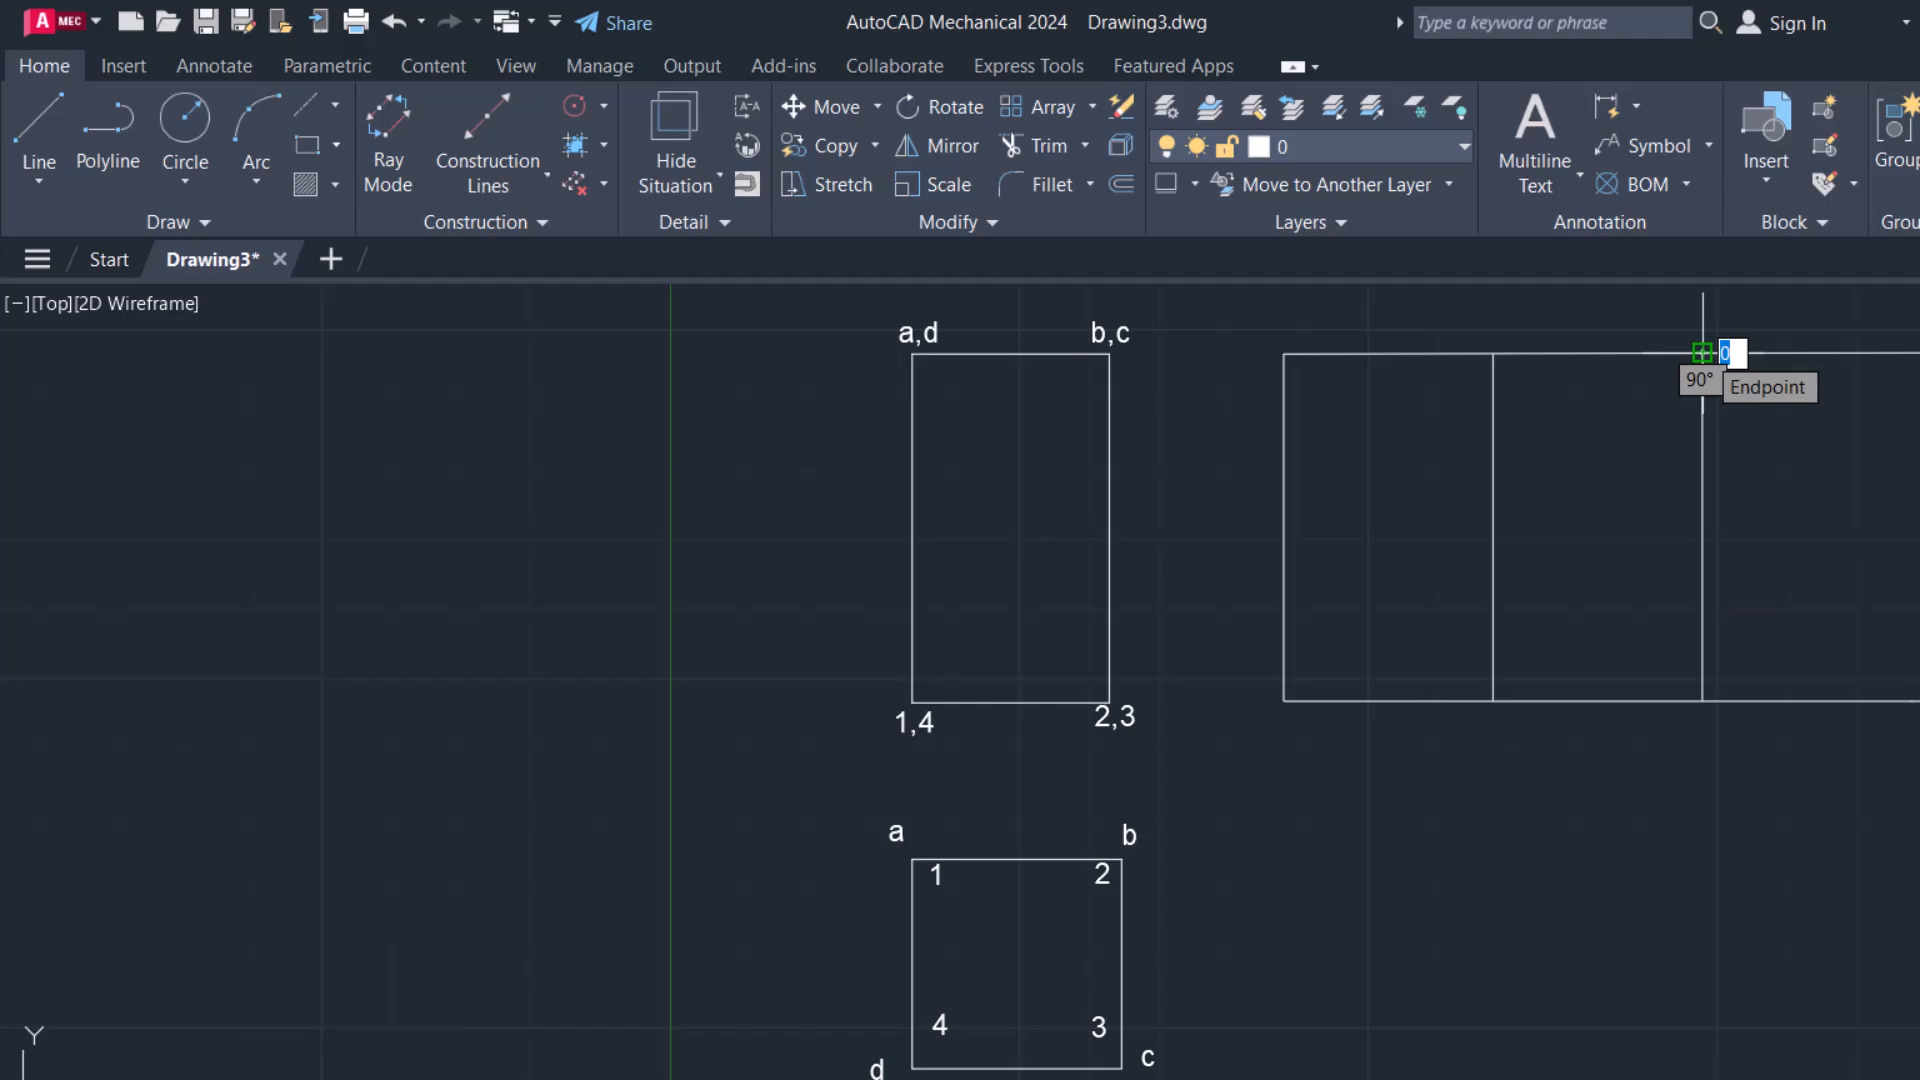 A MEC Share AutoCAD Mechanical 2024 Drawing3.dwg Type a keyword or phrase Sign In
Home Insert Annotate Parametric Content View Manage Output Add-ins Collaborate Express Tools Featured Apps
Line Polyline Circle Arc
Ray Mode
Construction Lines
Hide Situation
Move Rotate Array
Copy Mirror Trim
Stretch Scale Fillet
0
Move to Another Layer
A
Multiline Text
Symbol
BOM
Insert
Group
Draw Construction Detail Modify Layers Annotation Block Grou
Start Drawing3* +
[−][Top][2D Wireframe]
a,d b,c
0
90° Endpoint
1,4 2,3
a b
1 2
4 3
d c
Y